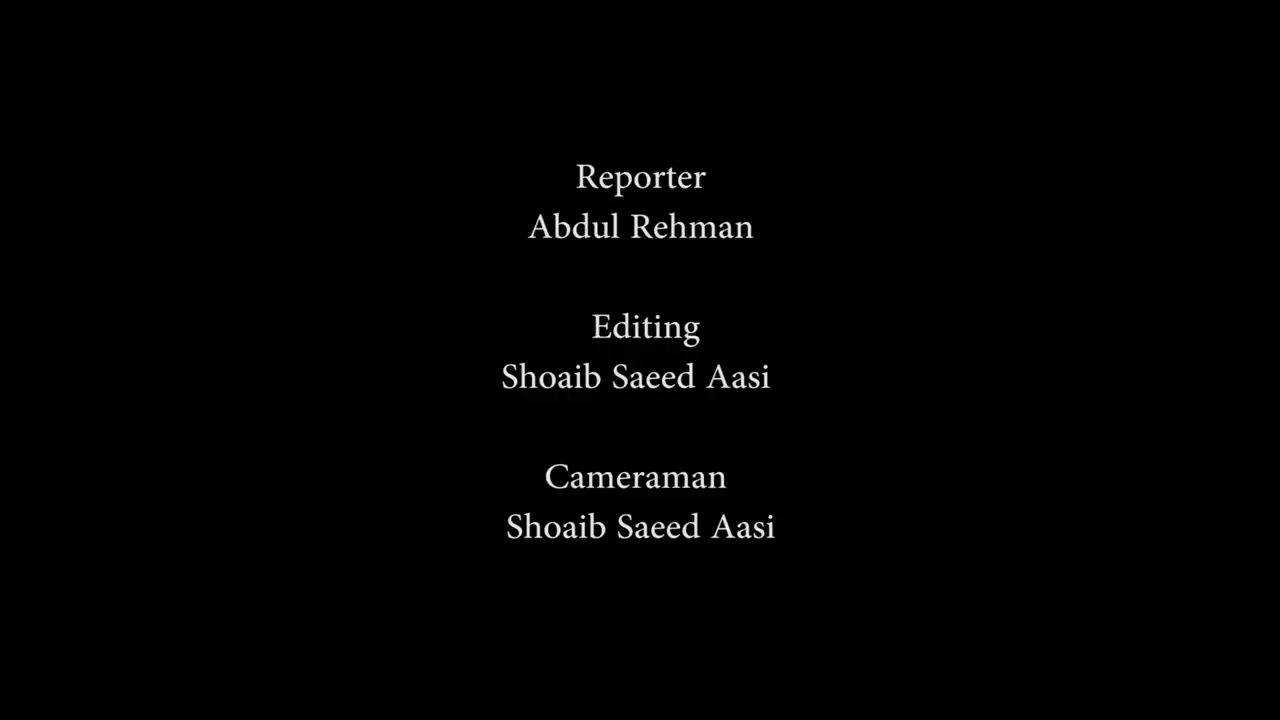 Reporter
Abdul Rehman
Editing
Shoaib Saeed Aasi
Cameraman
Shoaib Saeed Aasi